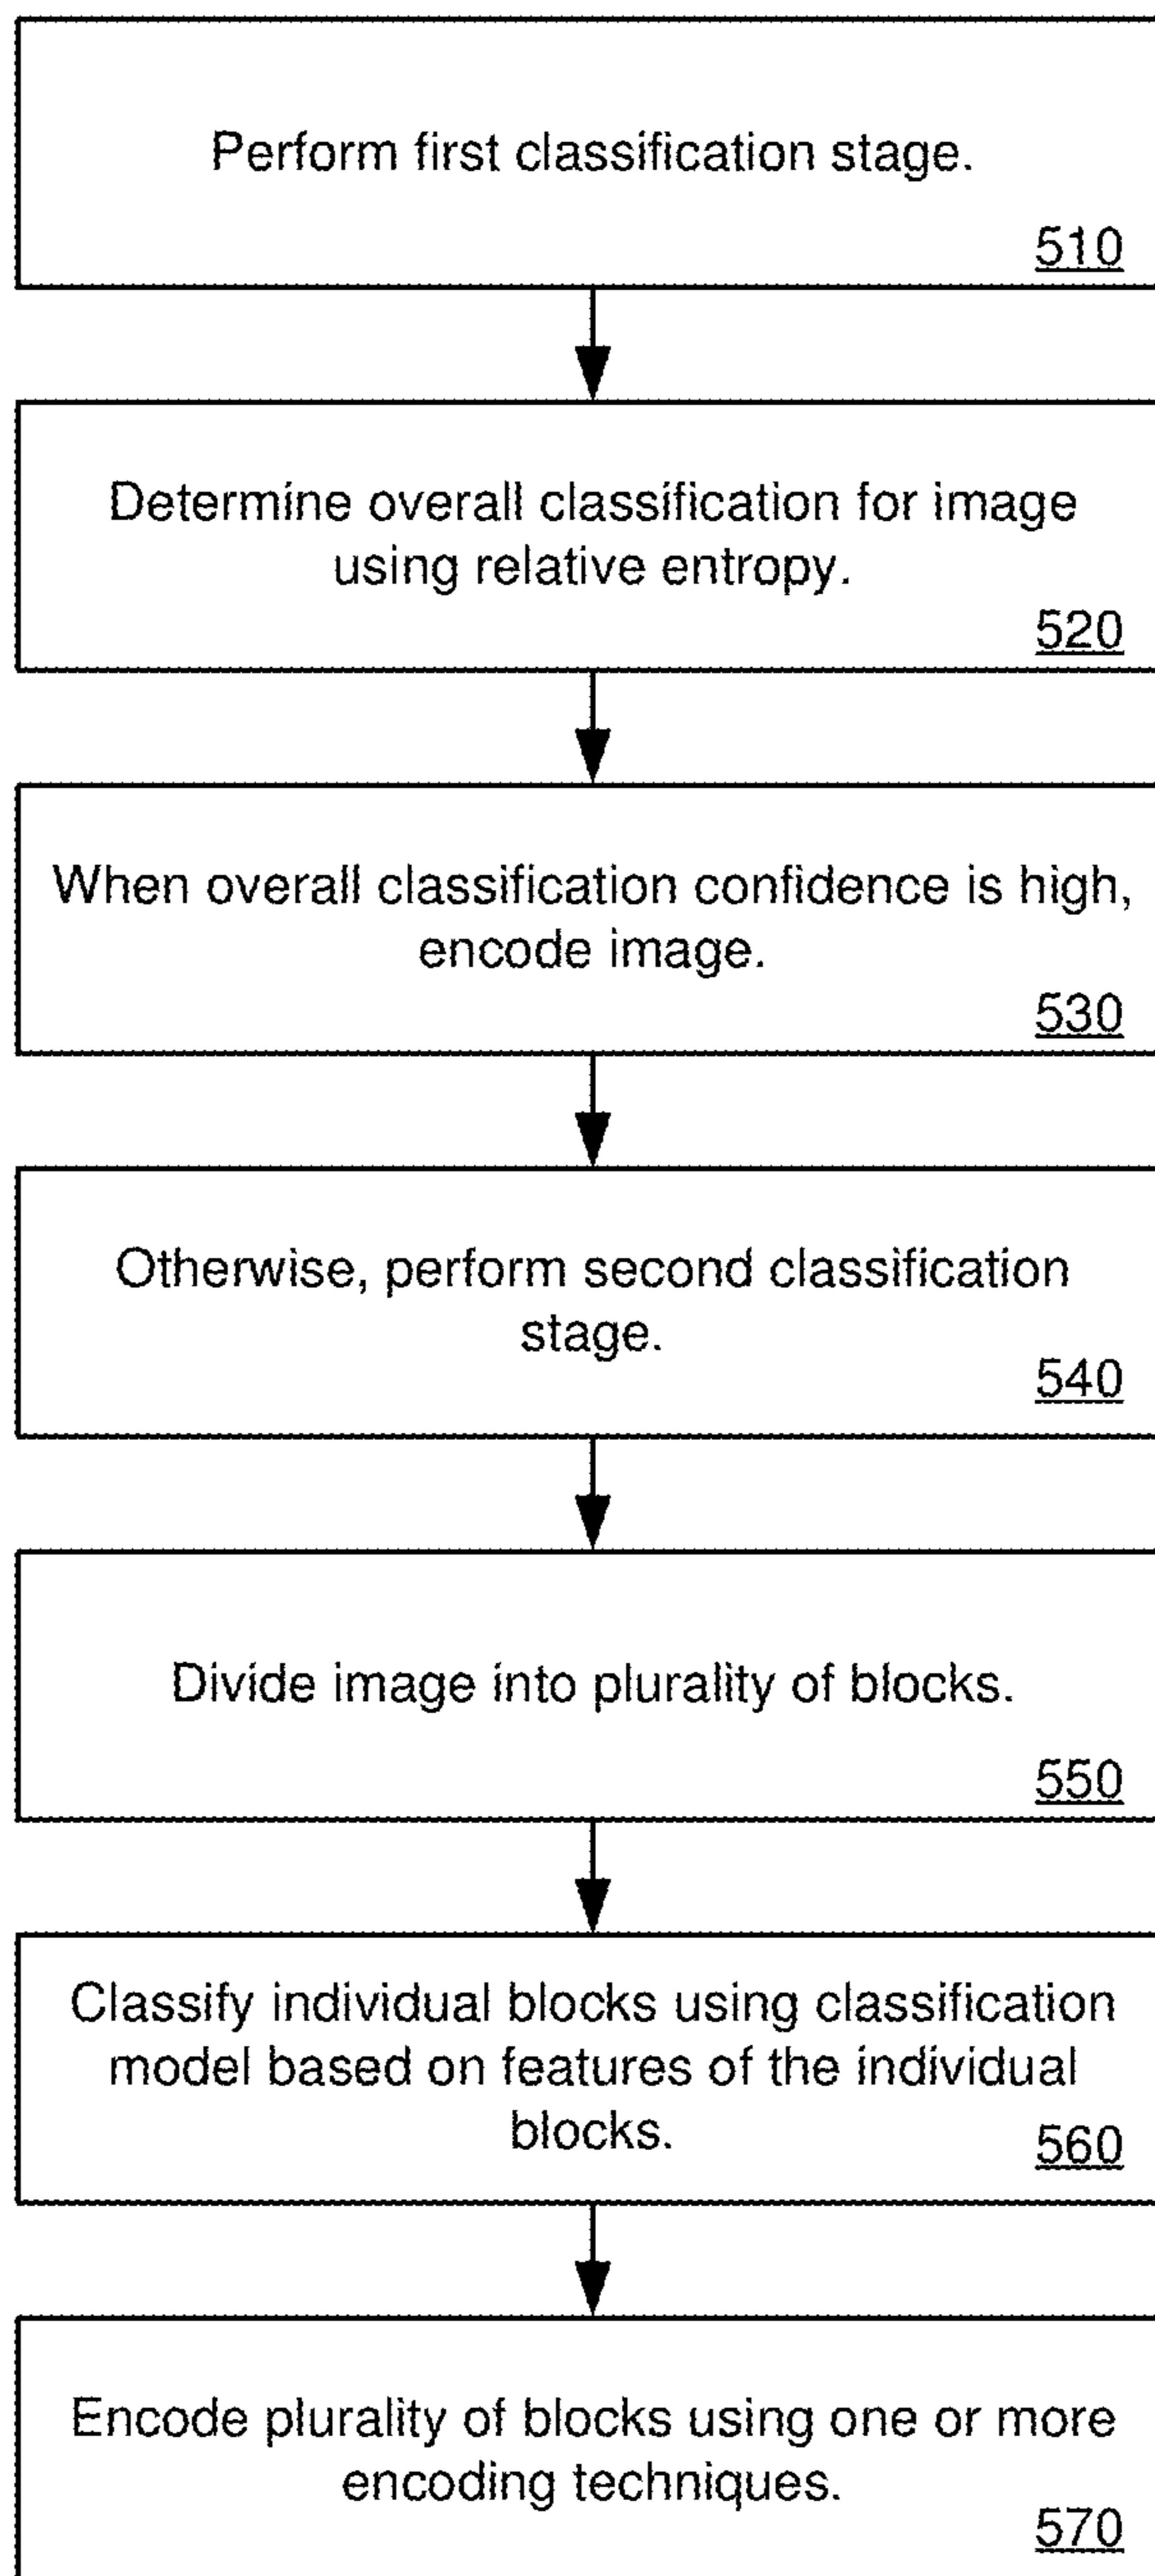 Perform first classification stage.
510
Determine overall classification for image
using relative entropy.
520
When overall classification confidence is high,
encode image.
530
Otherwise, perform second classification
stage.
540
Divide image into plurality of blocks.
550
Classify individual blocks using classification
model based on features of the individual
blocks.
560
Encode plurality of blocks using one or more
encoding techniques.
570